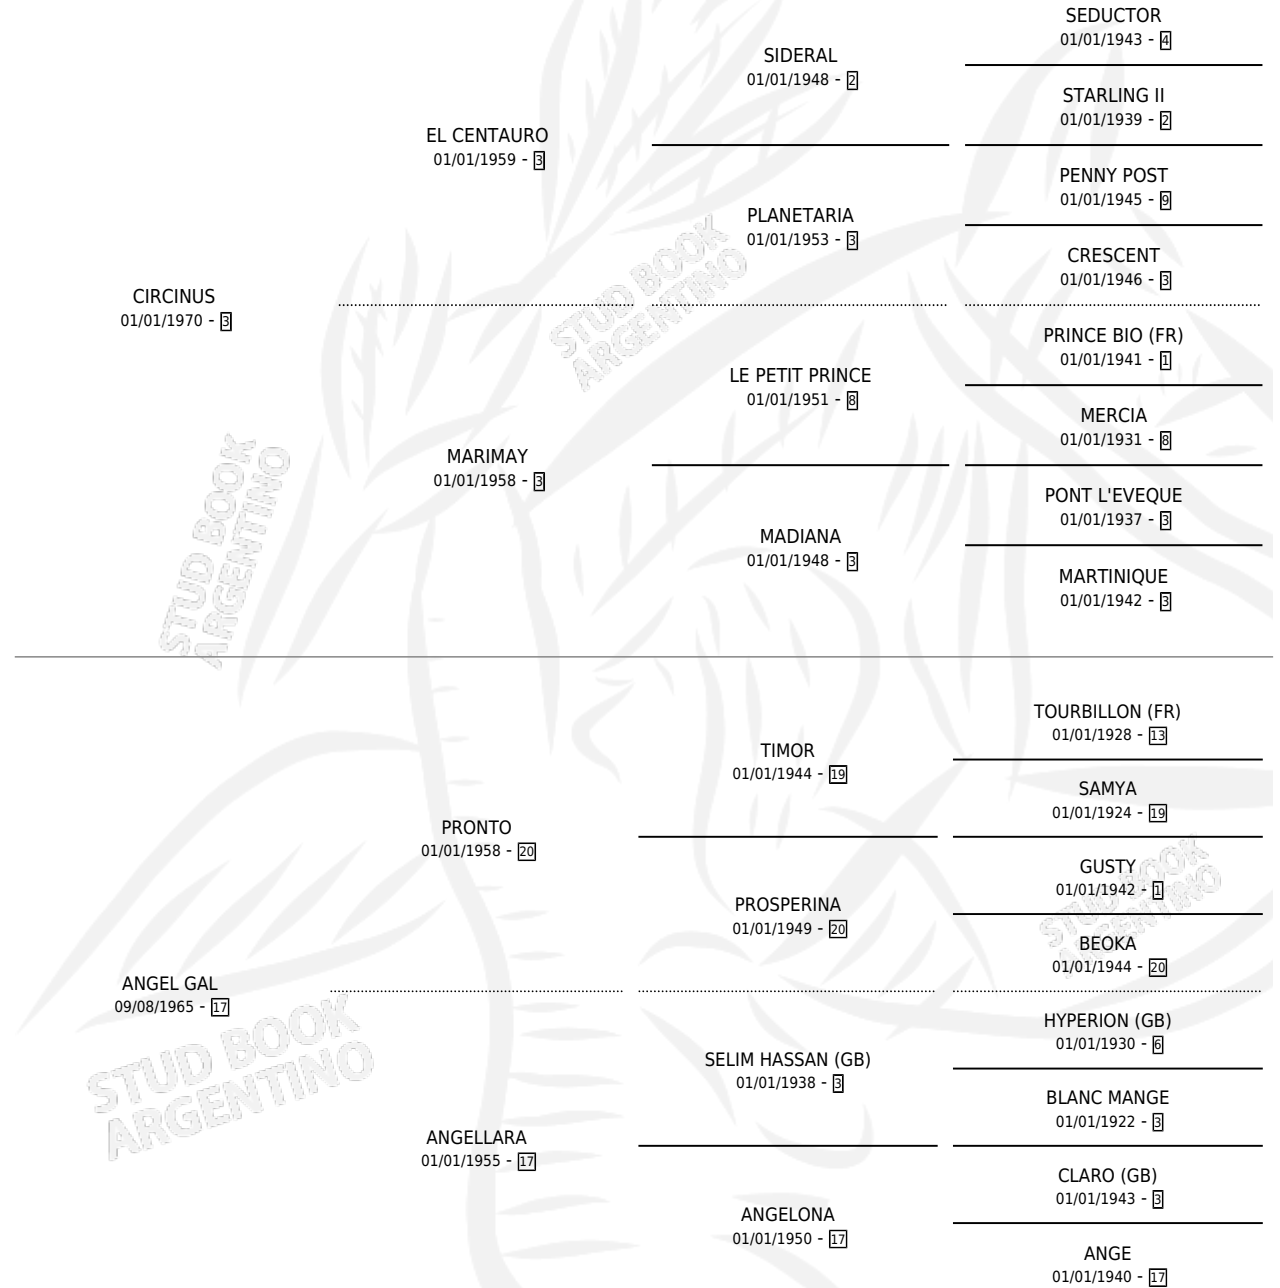 SEDUCTOR
01/01/1943 - 4
SIDERAL
01/01/1948 - 2
STARLING II
01/01/1939 - 2
EL CENTAURO
01/01/1959 - 3
PENNY POST
01/01/1945 - 9
PLANETARIA
01/01/1953 - 3
CRESCENT
01/01/1946 - 3
CIRCINUS
01/01/1970 - 3
PRINCE BIO (FR)
01/01/1941 - 1
LE PETIT PRINCE
01/01/1951 - 8
MERCIA
01/01/1931 - 8
MARIMAY
01/01/1958 - 3
PONT L'EVEQUE
01/01/1937 - 3
MADIANA
01/01/1948 - 3
MARTINIQUE
01/01/1942 - 3
TOURBILLON (FR)
01/01/1928 - 13
TIMOR
01/01/1944 - 19
SAMYA
01/01/1924 - 19
PRONTO
01/01/1958 - 20
GUSTY
01/01/1942 - 1
PROSPERINA
01/01/1949 - 20
BEOKA
01/01/1944 - 20
ANGEL GAL
09/08/1965 - 17
HYPERION (GB)
01/01/1930 - 6
SELIM HASSAN (GB)
01/01/1938 - 3
BLANC MANGE
01/01/1922 - 3
ANGELLARA
01/01/1955 - 17
CLARO (GB)
01/01/1943 - 3
ANGELONA
01/01/1950 - 17
ANGE
01/01/1940 - 17
STUD BOOK
ARGENTINO
STUD BOOK
ARGENTINO
STUD BOOK
ARGENTINO
STUD BOOK
ARGENTINO